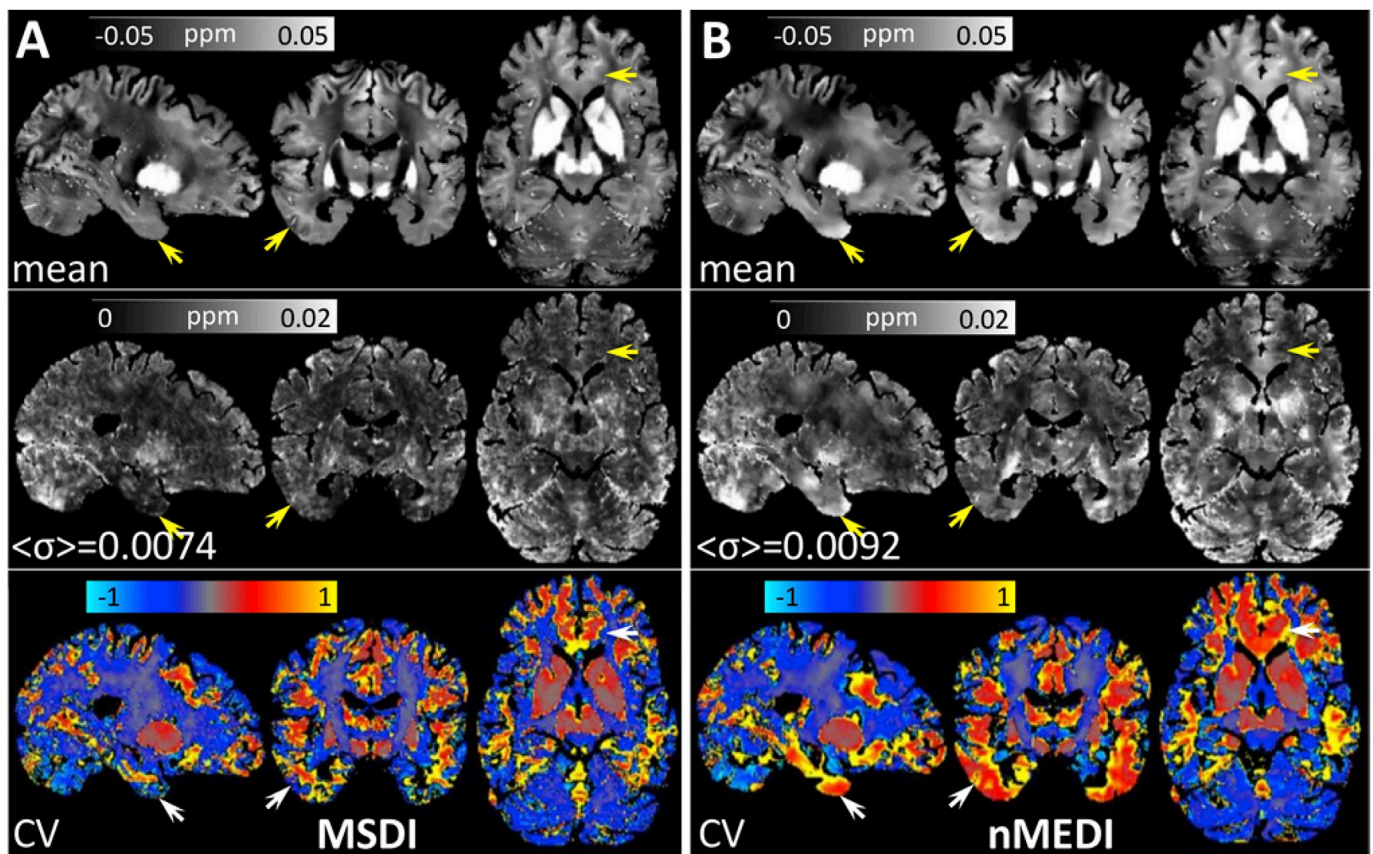 A
-0.05 ppm 0.05
mean
0 ppm 0.02
<σ>=0.0074
-1 1
CV MSDI
B
-0.05 ppm 0.05
mean
0 ppm 0.02
<σ>=0.0092
-1 1
CV nMEDI